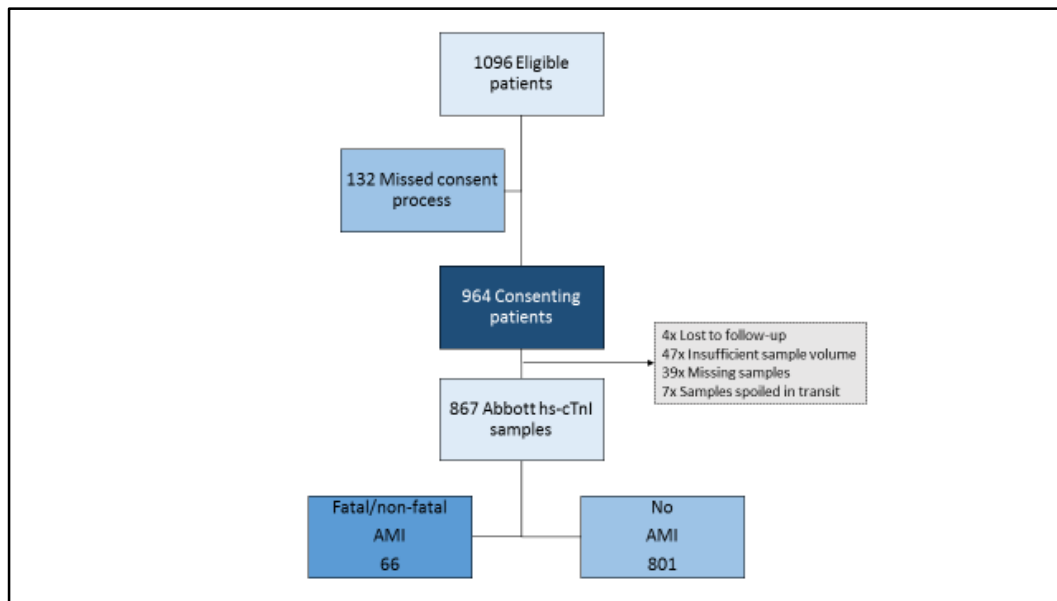 1096 Eligible
patients
132 Missed consent
process
964 Consenting
patients
4x Lost to follow-up
47x Insufficient sample volume
39x Missing samples
7x Samples spoiled in transit
867 Abbott hs-cTnI
samples
Fatal/non-fatal
AMI
66
No
AMI
801